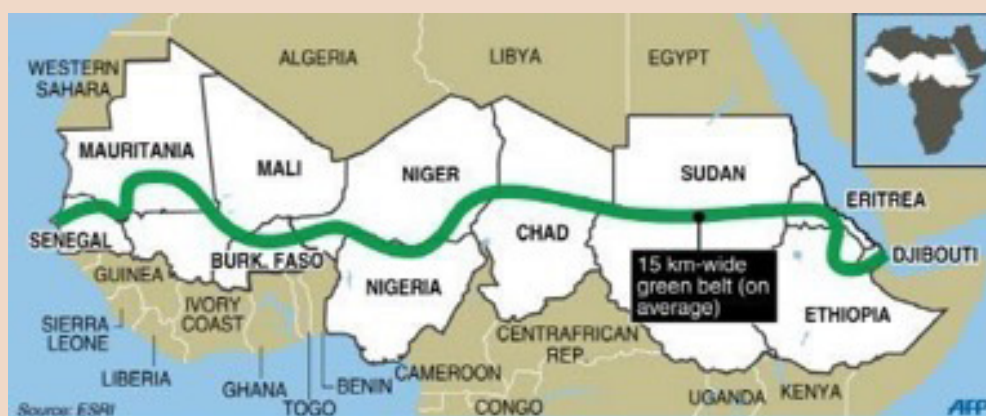 ALGERIA
LIBYA
EGYPT
WESTERN
SAHARA
MAURITANIA
MALI
NIGER
SUDAN
ERITREA
CHAD
SENEGAL
BURK. FASO
DJIBOUTI
15 km-wide
green belt (on
average)
GUINEA
NIGERIA
IVORY
COAST
ETHIOPIA
SIERRA
LEONE
CENTRAFRICAN
REP.
LIBERIA
GHANA
TOGO
BENIN
CAMEROON
CONGO
UGANDA
KENYA
Source: ESRI
AFP